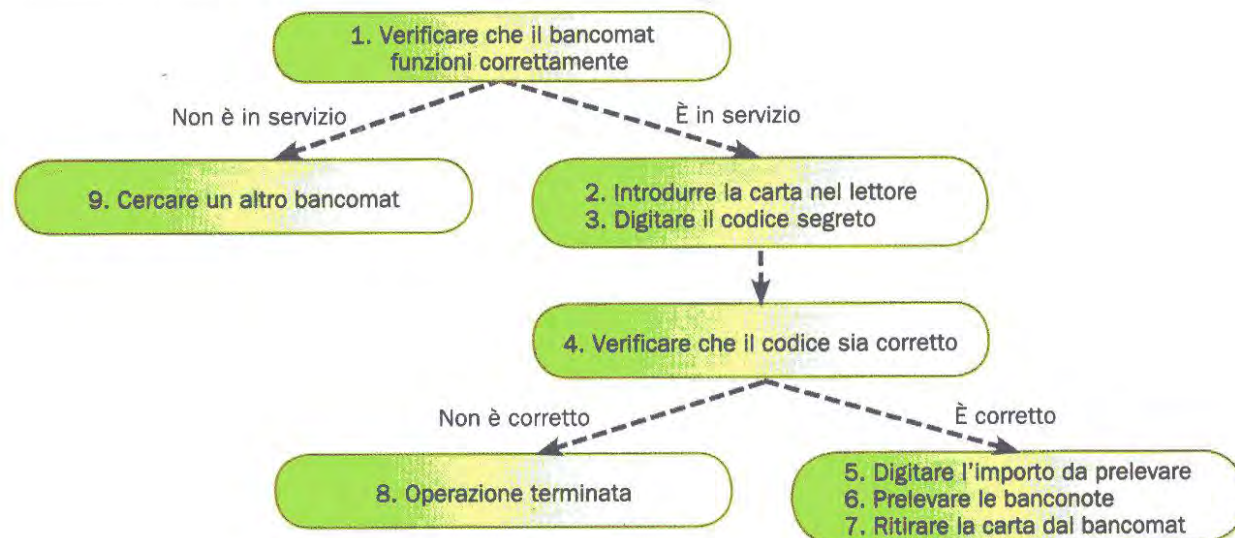 1. Verificare che il bancomat
funzioni correttamente
Non è in servizio
È in servizio
9. Cercare un altro bancomat
2. Introdurre la carta nel lettore
3. Digitare il codice segreto
4. Verificare che il codice sia corretto
Non è corretto
È corretto
8. Operazione terminata
5. Digitare l'importo da prelevare
6. Prelevare le banconote
7. Ritirare la carta dal bancomat